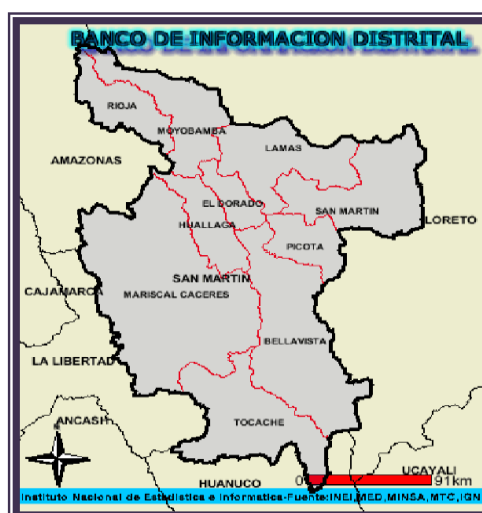 BANCO DE INFORMACION DISTRITAL
RIOJA
MOYOBAMBA
LAMAS
AMAZONAS
EL DORADO
SAN MARTIN
LORETO
HUALLAGA
PICOTA
SAN MARTIN
CAJAMARCA
MARISCAL CACERES
BELLAVISTA
LA LIBERTAD
ANCASH
TOCACHE
UCAYALI
HUANUCO
0 91km
Instituto Nacional de Estadistica e Informatica-Fuente:INEI,MED,MINSA,MTC,IGN